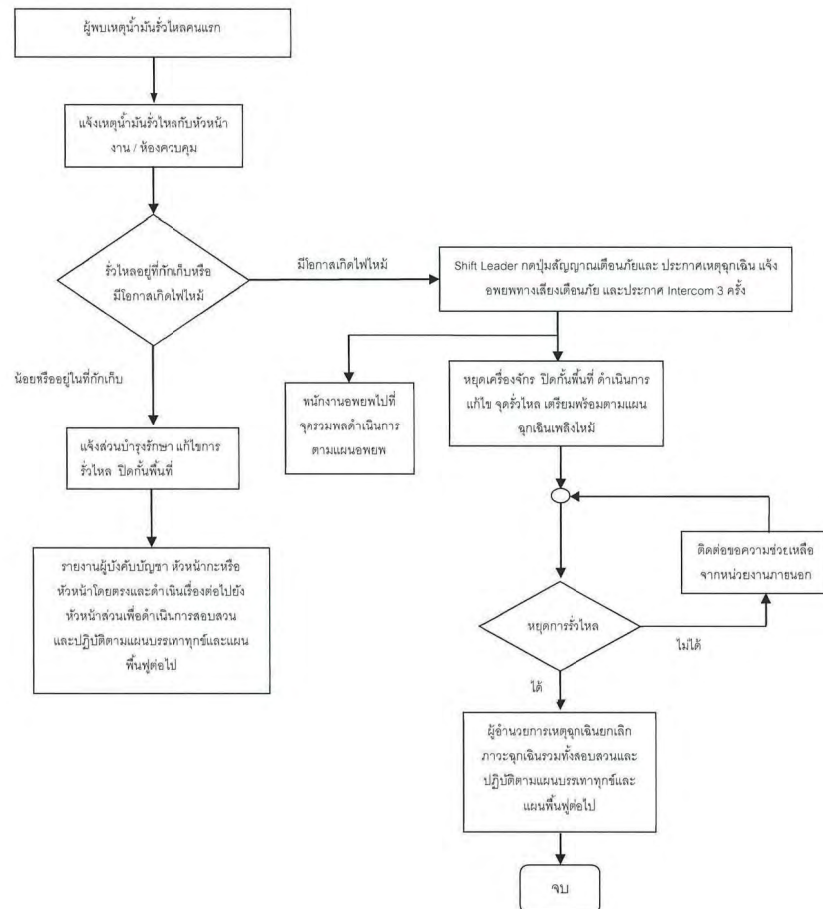 ผู้พบเหตุน้ำมันรั่วไหลคนแรก
แจ้งเหตุน้ำมันรั่วไหลกับหัวหน้า
งาน / ห้องควบคุม
รั่วไหลอยู่ที่กักเก็บหรือ
มีโอกาสเกิดไฟไหม้
มีโอกาสเกิดไฟไหม้
Shift Leader กดปุ่มสัญญาณเตือนภัยและ ประกาศเหตุฉุกเฉิน แจ้ง
อพยพทางเสียงเตือนภัย และประกาศ Intercom 3 ครั้ง
น้อยหรืออยู่ในที่กักเก็บ
พนักงานอพยพไปที่
จุดรวมพลดำเนินการ
ตามแผนอพยพ
หยุดเครื่องจักร ปิดกั้นพื้นที่ ดำเนินการ
แก้ไข จุดรั่วไหล เตรียมพร้อมตามแผน
ฉุกเฉินเพลิงไหม้
แจ้งส่วนบำรุงรักษา แก้ไขการ
รั่วไหล ปิดกั้นพื้นที่
รายงานผู้บังคับบัญชา หัวหน้ากะหรือ
หัวหน้าโดยตรงและดำเนินเรื่องต่อไปยัง
หัวหน้าส่วนเพื่อดำเนินการสอบสวน
และปฏิบัติตามแผนบรรเทาทุกข์และแผน
ฟื้นฟูต่อไป
ติดต่อขอความช่วยเหลือ
จากหน่วยงานภายนอก
หยุดการรั่วไหล
ไม่ได้
ได้
ผู้อำนวยการเหตุฉุกเฉินยกเลิก
ภาวะฉุกเฉินรวมทั้งสอบสวนและ
ปฏิบัติตามแผนบรรเทาทุกข์และ
แผนฟื้นฟูต่อไป
จบ